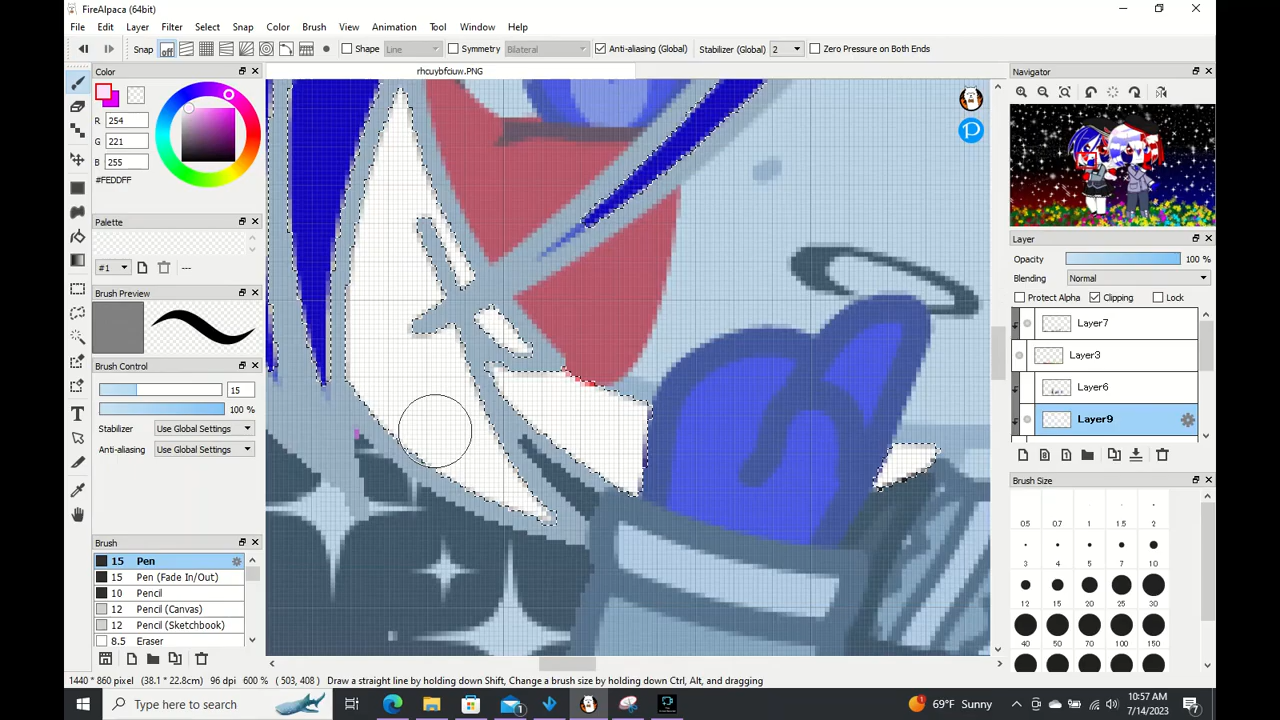 FireAlpaca (64bit)
File Edit Layer Filter Select Snap Color Brush View Animation Tool Window Help
Snap off Shape Line Symmetry Bilateral Anti-aliasing (Global) Stabilizer (Global) 2 Zero Pressure on Both Ends
Color
R 254
G 221
B 255
#FEDDFF
Palette
#1 ---
Brush Preview
Brush Control
15
100 %
Stabilizer Use Global Settings
Anti-aliasing Use Global Settings
Brush
15 Pen
15 Pen (Fade In/Out)
10 Pencil
12 Pencil (Canvas)
12 Pencil (Sketchbook)
8.5 Eraser
rhcuybfciuw.PNG
Navigator
Layer
Opacity 100 %
Blending Normal
Protect Alpha Clipping Lock
Layer7
Layer3
Layer6
Layer9
Brush Size
0.5 0.7 1 1.5 2
3 4 5 7 10
12 15 20 25 30
40 50 70 100 150
1440 * 860 pixel (38.1 * 22.8cm) 96 dpi 600 % ( 503, 408 ) Draw a straight line by holding down Shift, Change a brush size by holding down Ctrl, Alt, and dragging
Type here to search
1
69°F Sunny
10:57 AM
7/14/2023
7